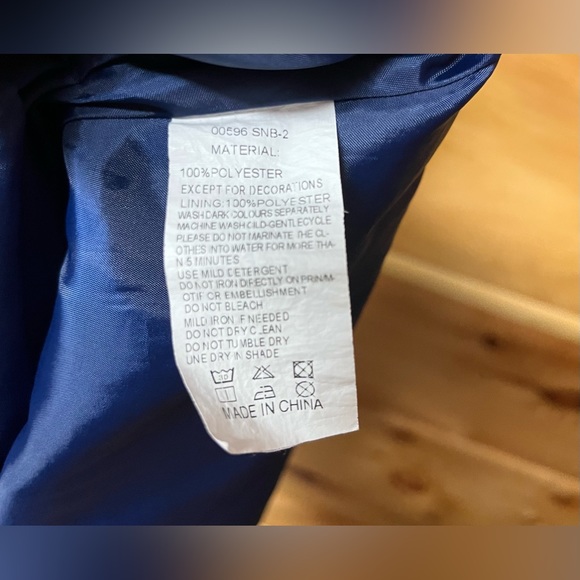 00596 SNB-2
MATERIAL:
100%POLYESTER
EXCEPT FOR DECORATIONS
LINING:100%POLYESTER
WASH DARK COLOURS SEPARATELY
MACHINE WASH CILD-GENTLE CYCLE
PLEASE DO NOT MARINATE THE CL-
OTHES INTO WATER FOR MORE THA-
N 5 MINUTES
USE MILD DETERGENT
DO NOT IRON DIRECTLY ON PRIN/M-
OTIF OR EMBELLISHMENT
DO NOT BLEACH
MILD IRON IF NEEDED
DO NOT DRY CLEAN
DO NOT TUMBLE DRY
LINE DRY IN SHADE
30
MADE IN CHINA